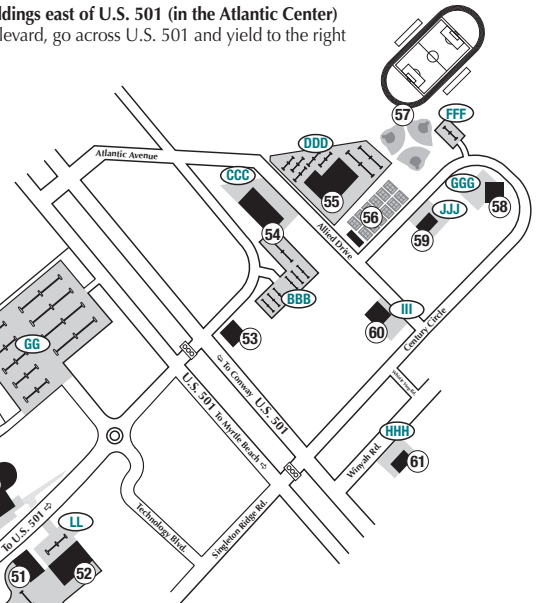 ldings east of U.S. 501 (in the Atlantic Center)
levard, go across U.S. 501 and yield to the right
57
FFF
Atlantic Avenue
DDD
CCC
GGG
55
JJJ
58
56
59
54
Allied Drive
BBB
III
60
53
Century Circle
GG
⇦ To Conway
U.S. 501
U.S. 501
To Myrtle Beach ⇨
HHH
Winyah Rd.
61
To U.S. 501 ⇨
LL
Technology Blvd.
Singleton Ridge Rd.
51
52